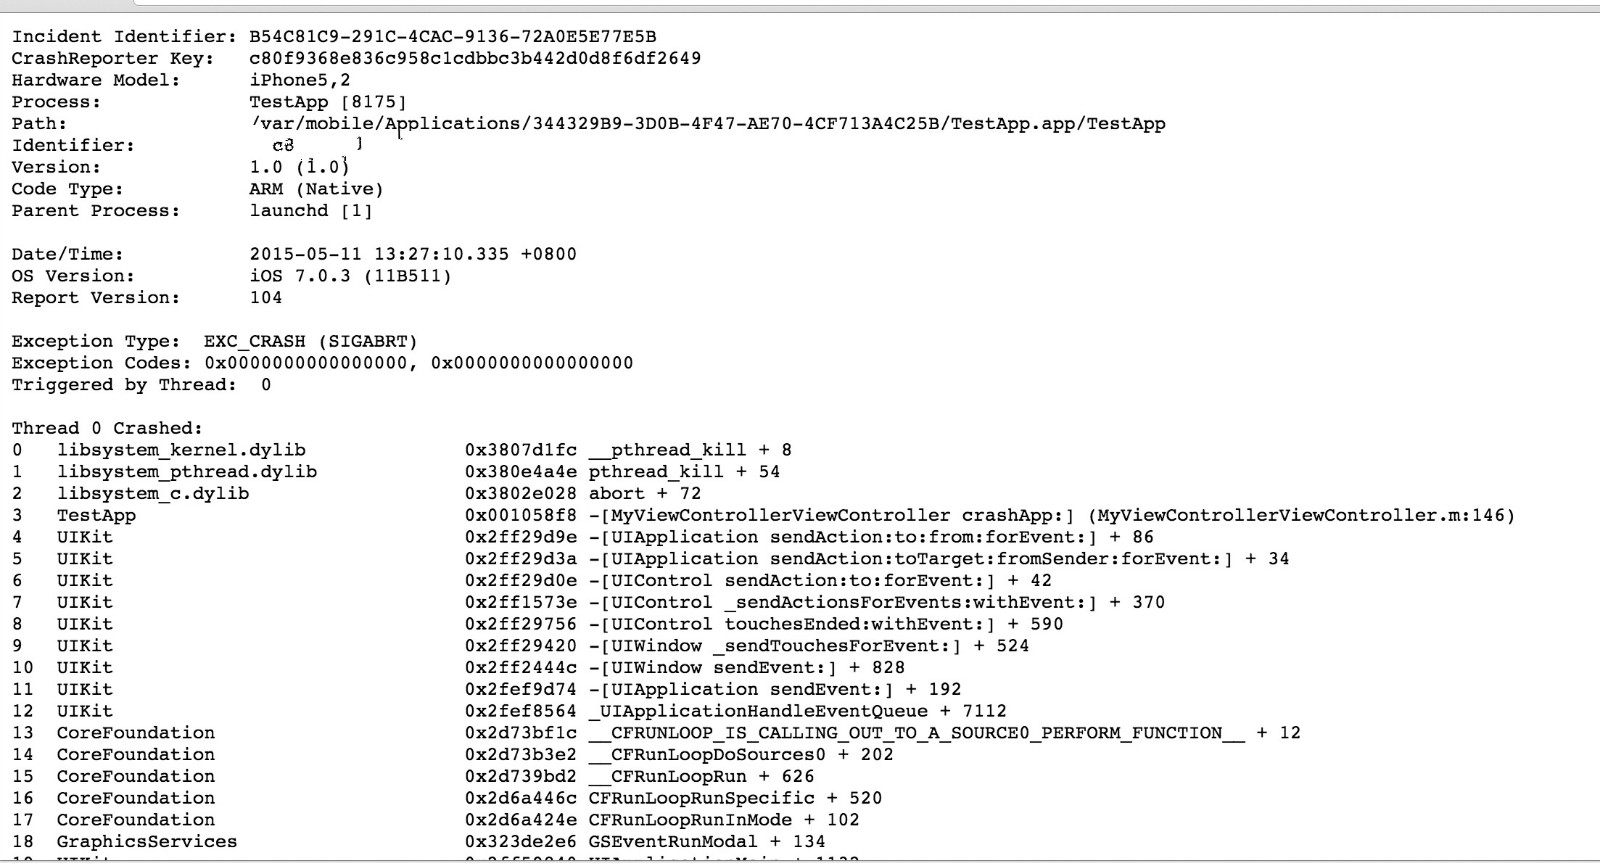 Incident Identifier: B54C81C9-291C-4CAC-9136-72A0E5E77E5B
CrashReporter Key:   c80f9368e836c958c1cdbbc3b442d0d8f6df2649
Hardware Model:      iPhone5,2
Process:             TestApp [8175]
Path:                /var/mobile/Applications/344329B9-3D0B-4F47-AE70-4CF713A4C25B/TestApp.app/TestApp
Identifier:
Version:             1.0 (1.0)
Code Type:           ARM (Native)
Parent Process:      launchd [1]
Date/Time:           2015-05-11 13:27:10.335 +0800
OS Version:          iOS 7.0.3 (11B511)
Report Version:      104
Exception Type:  EXC_CRASH (SIGABRT)
Exception Codes: 0x0000000000000000, 0x0000000000000000
Triggered by Thread:  0
Thread 0 Crashed:
0   libsystem_kernel.dylib              0x3807d1fc __pthread_kill + 8
1   libsystem_pthread.dylib             0x380e4a4e pthread_kill + 54
2   libsystem_c.dylib                   0x3802e028 abort + 72
3   TestApp                             0x001058f8 -[MyViewControllerViewController crashApp:] (MyViewControllerViewController.m:146)
4   UIKit                               0x2ff29d9e -[UIApplication sendAction:to:from:forEvent:] + 86
5   UIKit                               0x2ff29d3a -[UIApplication sendAction:toTarget:fromSender:forEvent:] + 34
6   UIKit                               0x2ff29d0e -[UIControl sendAction:to:forEvent:] + 42
7   UIKit                               0x2ff1573e -[UIControl _sendActionsForEvents:withEvent:] + 370
8   UIKit                               0x2ff29756 -[UIControl touchesEnded:withEvent:] + 590
9   UIKit                               0x2ff29420 -[UIWindow _sendTouchesForEvent:] + 524
10  UIKit                               0x2ff2444c -[UIWindow sendEvent:] + 828
11  UIKit                               0x2fef9d74 -[UIApplication sendEvent:] + 192
12  UIKit                               0x2fef8564 _UIApplicationHandleEventQueue + 7112
13  CoreFoundation                      0x2d73bf1c __CFRUNLOOP_IS_CALLING_OUT_TO_A_SOURCE0_PERFORM_FUNCTION__ + 12
14  CoreFoundation                      0x2d73b3e2 __CFRunLoopDoSources0 + 202
15  CoreFoundation                      0x2d739bd2 __CFRunLoopRun + 626
16  CoreFoundation                      0x2d6a446c CFRunLoopRunSpecific + 520
17  CoreFoundation                      0x2d6a424e CFRunLoopRunInMode + 102
18  GraphicsServices                    0x323de2e6 GSEventRunModal + 134